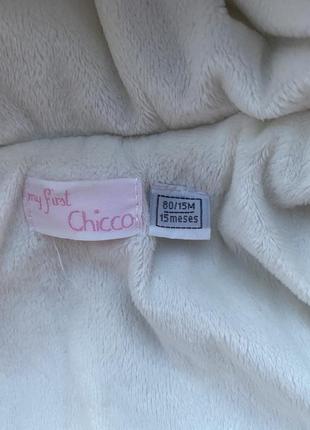 my first
Chicco
80/15M
15meses